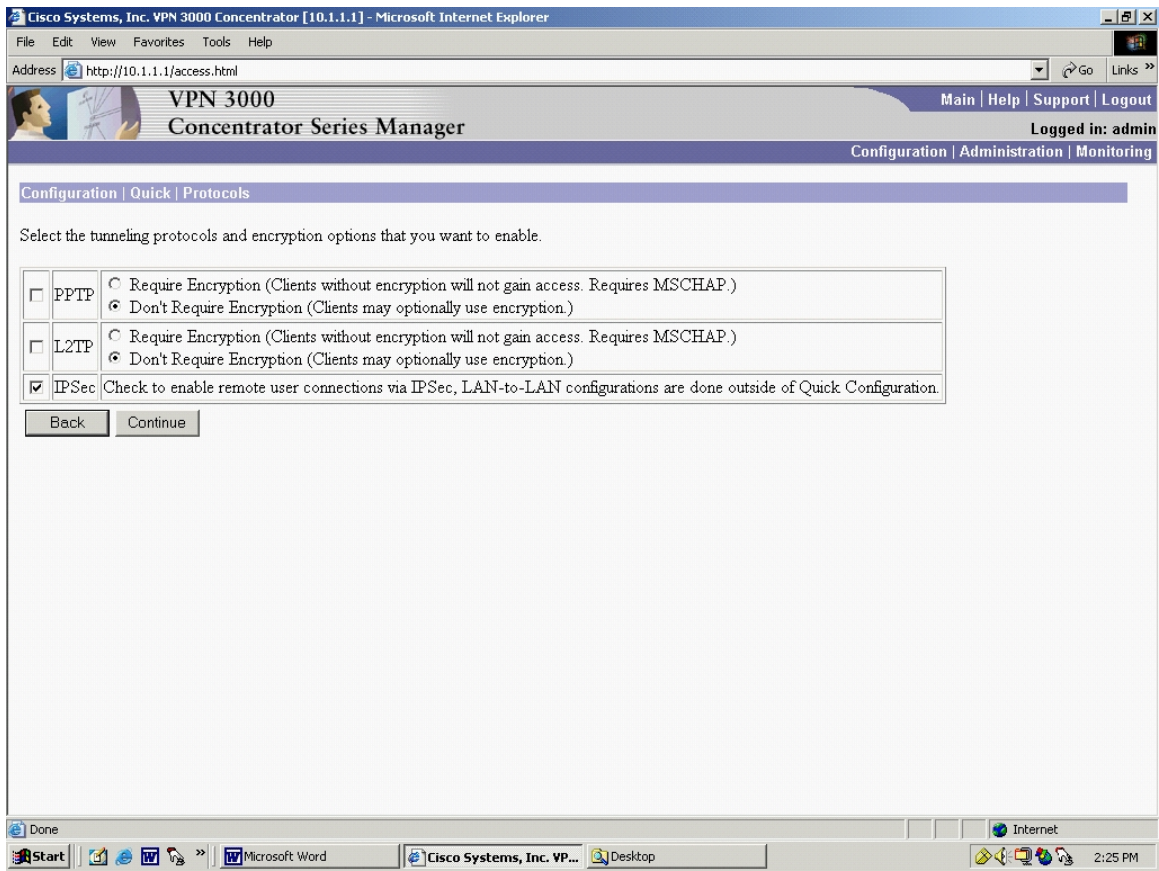 Cisco Systems, Inc. VPN 3000 Concentrator [10.1.1.1] - Microsoft Internet Explorer
File Edit View Favorites Tools Help
Address http://10.1.1.1/access.html Go Links »
VPN 3000
Concentrator Series Manager
Main | Help | Support | Logout
Logged in: admin
Configuration | Administration | Monitoring
Configuration | Quick | Protocols
Select the tunneling protocols and encryption options that you want to enable.
PPTP
Require Encryption (Clients without encryption will not gain access. Requires MSCHAP.)
Don't Require Encryption (Clients may optionally use encryption.)
L2TP
Require Encryption (Clients without encryption will not gain access. Requires MSCHAP.)
Don't Require Encryption (Clients may optionally use encryption.)
IPSec Check to enable remote user connections via IPSec, LAN-to-LAN configurations are done outside of Quick Configuration.
Back Continue
Done Internet
Start » Microsoft Word Cisco Systems, Inc. VP... Desktop 2:25 PM